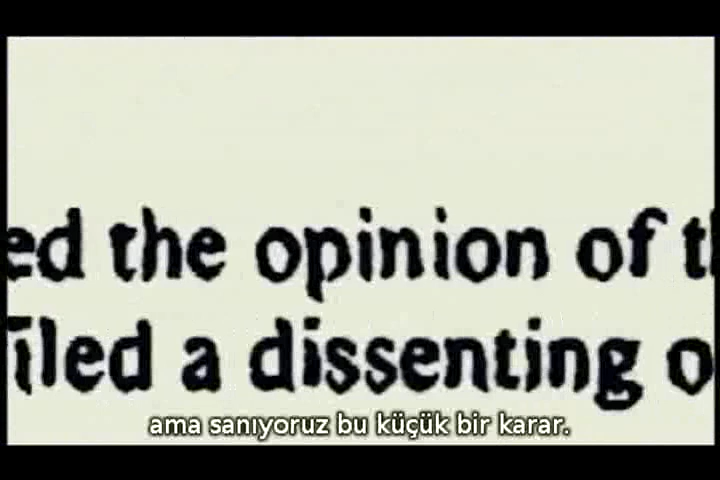 ed the opinion of t
iled a dissenting o
ama sanıyoruz bu küçük bir karar.